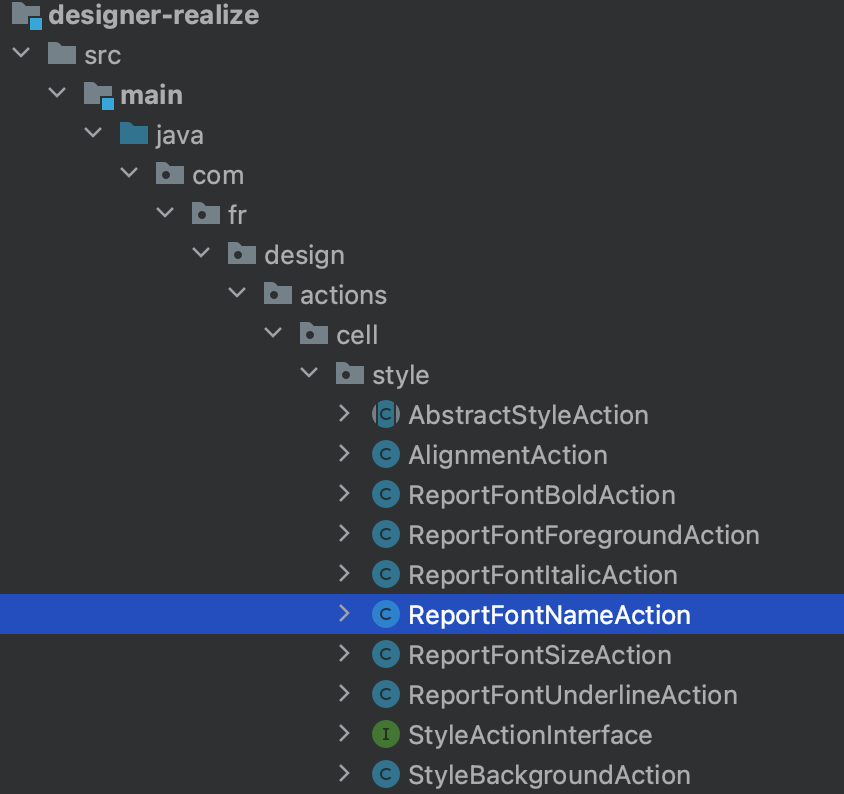 designer-realize
src
main
java
com
fr
design
actions
cell
style
C AbstractStyleAction
C AlignmentAction
C ReportFontBoldAction
C ReportFontForegroundAction
C ReportFontItalicAction
C ReportFontNameAction
C ReportFontSizeAction
C ReportFontUnderlineAction
I StyleActionInterface
C StyleBackgroundAction